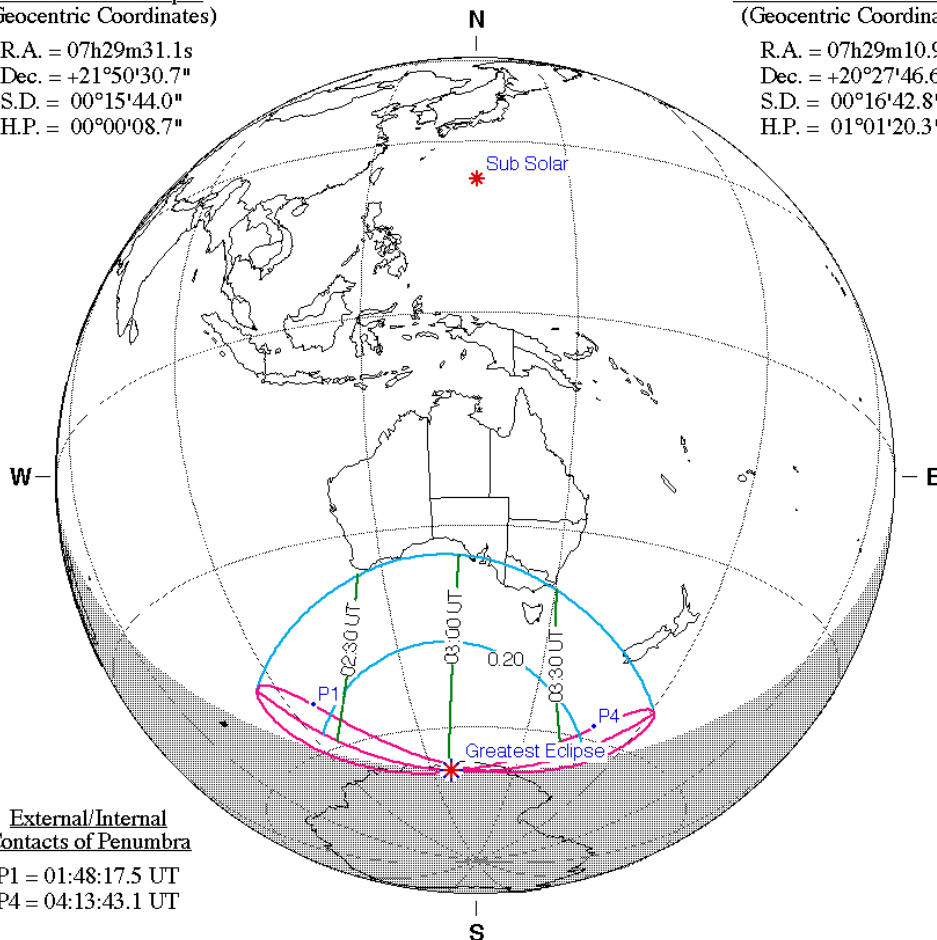 Geocentric Coordinates)
R.A. = 07h29m31.1s
Dec. = +21°50'30.7"
S.D. = 00°15'44.0"
H.P. = 00°00'08.7"
(Geocentric Coordina
R.A. = 07h29m10.9
Dec. = +20°27'46.6
S.D. = 00°16'42.8"
H.P. = 01°01'20.3"
N
Sub Solar
W
E
02:30 UT
03:00 UT
0.20
03:30 UT
P1
P4
Greatest Eclipse
External/Internal
Contacts of Penumbra
P1 = 01:48:17.5 UT
P4 = 04:13:43.1 UT
S